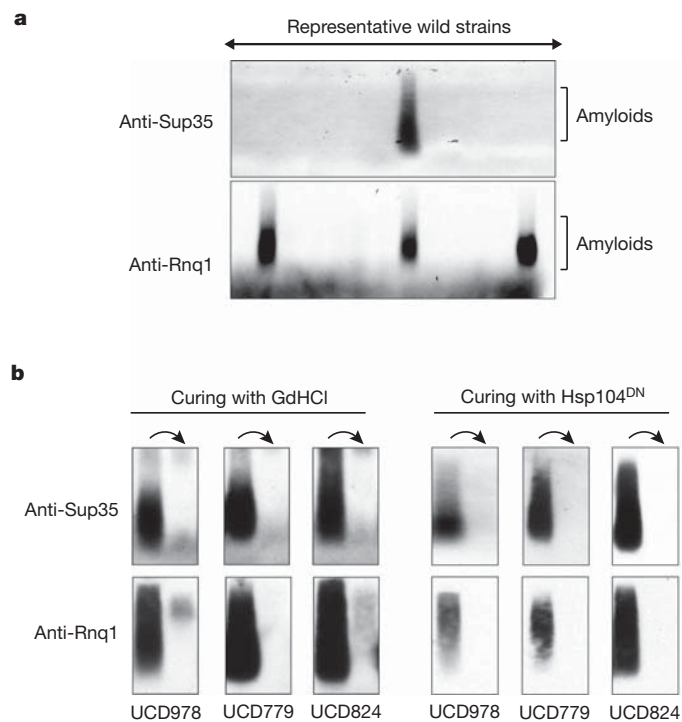 a
Representative wild strains
Anti-Sup35
Amyloids
Anti-Rnq1
Amyloids
b
Curing with GdHCl
Curing with Hsp104DN
Anti-Sup35
Anti-Rnq1
UCD978 UCD779 UCD824 UCD978 UCD779 UCD824